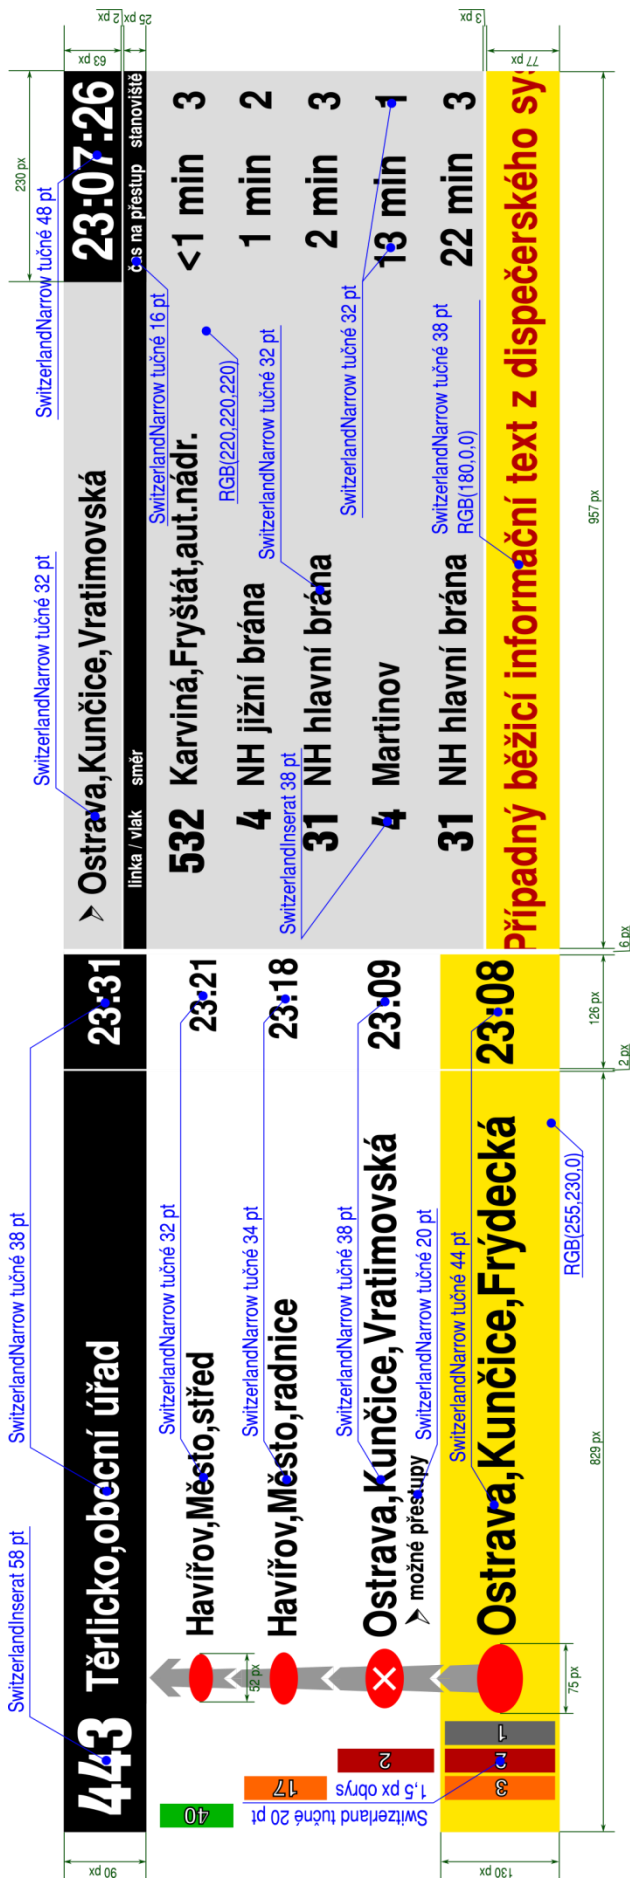 SwitzerlandInserat 58 pt
SwitzerlandNarrow tučné 38 pt
SwitzerlandNarrow tučné 32 pt
SwitzerlandNarrow tučné 48 pt
230 px
90 px
443 Těrlicko,obecní úřad 23:31
➢ Ostrava,Kunčice,Vratimovská 23:07:26
63 px
2 px
25 px
linka / vlak směr čas na přestup stanoviště
SwitzerlandNarrow tučné 32 pt
SwitzerlandNarrow tučné 16 pt
40
Havířov,Město,střed 23:21
532 Karviná,Fryštát,aut.nádr. <1 min 3
RGB(220,220,220)
52 px
SwitzerlandNarrow tučné 34 pt
17
Havířov,Město,radnice 23:18
4 NH jižní brána 1 min 2
SwitzerlandNarrow tučné 32 pt
SwitzerlandInserat 38 pt
31 NH hlavní brána 2 min 3
SwitzerlandNarrow tučné 38 pt
SwitzerlandNarrow tučné 32 pt
2
Ostrava,Kunčice,Vratimovská 23:09
➢ možné přestupy
4 Martinov 13 min 1
SwitzerlandNarrow tučné 20 pt
SwitzerlandNarrow tučné 38 pt
RGB(180,0,0)
Switzerland tučné 20 pt 1,5 px obrys
SwitzerlandNarrow tučné 44 pt
31 NH hlavní brána 22 min 3
130 px
3 2 1
Ostrava,Kunčice,Frýdecká 23:08
Případný běžicí informační text z dispečerského sy
3 px
77 px
75 px
RGB(255,230,0)
829 px
2 px
126 px
6 px
957 px